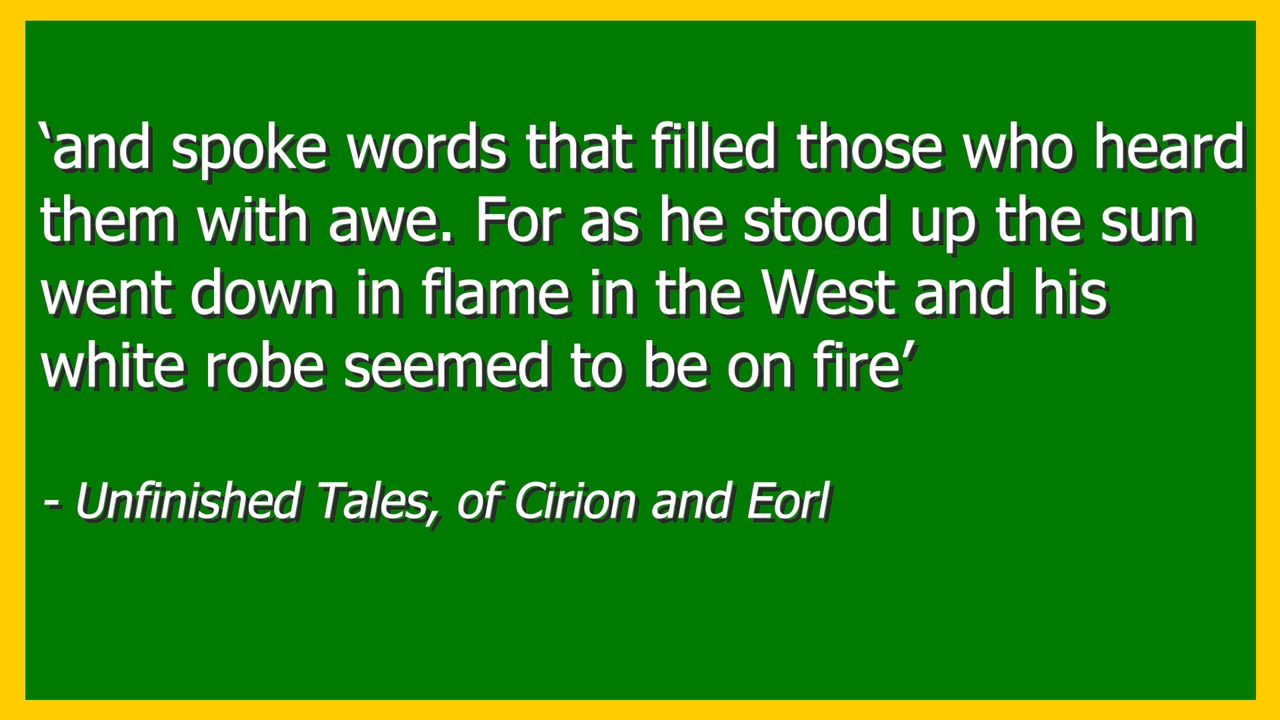 ‘and spoke words that filled those who heard
them with awe. For as he stood up the sun
went down in flame in the West and his
white robe seemed to be on fire’
- Unfinished Tales, of Cirion and Eorl